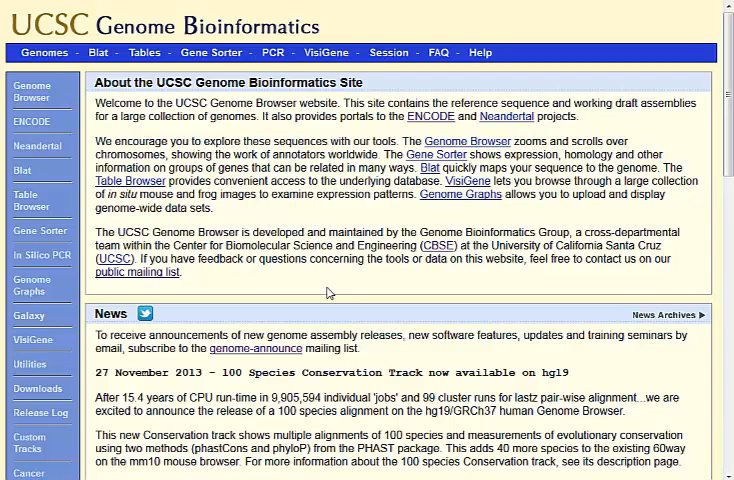 UCSC Genome Bioinformatics
Genomes - Blat - Tables - Gene Sorter - PCR - VisiGene - Session - FAQ - Help
Genome
Browser
ENCODE
Neandertal
Blat
Table
Browser
Gene Sorter
In Silico PCR
Genome
Graphs
Galaxy
VisiGene
Utilities
Downloads
Release Log
Custom
Tracks
Cancer
About the UCSC Genome Bioinformatics Site
Welcome to the UCSC Genome Browser website. This site contains the reference sequence and working draft assemblies
for a large collection of genomes. It also provides portals to the ENCODE and Neandertal projects.
We encourage you to explore these sequences with our tools. The Genome Browser zooms and scrolls over
chromosomes, showing the work of annotators worldwide. The Gene Sorter shows expression, homology and other
information on groups of genes that can be related in many ways. Blat quickly maps your sequence to the genome. The
Table Browser provides convenient access to the underlying database. VisiGene lets you browse through a large collection
of in situ mouse and frog images to examine expression patterns. Genome Graphs allows you to upload and display
genome-wide data sets.
The UCSC Genome Browser is developed and maintained by the Genome Bioinformatics Group, a cross-departmental
team within the Center for Biomolecular Science and Engineering (CBSE) at the University of California Santa Cruz
(UCSC). If you have feedback or questions concerning the tools or data on this website, feel free to contact us on our
public mailing list.
News
News Archives ▶
To receive announcements of new genome assembly releases, new software features, updates and training seminars by
email, subscribe to the genome-announce mailing list.
27 November 2013 - 100 Species Conservation Track now available on hg19
After 15.4 years of CPU run-time in 9,905,594 individual 'jobs' and 99 cluster runs for lastz pair-wise alignment...we are
excited to announce the release of a 100 species alignment on the hg19/GRCh37 human Genome Browser.
This new Conservation track shows multiple alignments of 100 species and measurements of evolutionary conservation
using two methods (phastCons and phyloP) from the PHAST package. This adds 40 more species to the existing 60way
on the mm10 mouse browser. For more information about the 100 species Conservation track, see its description page.